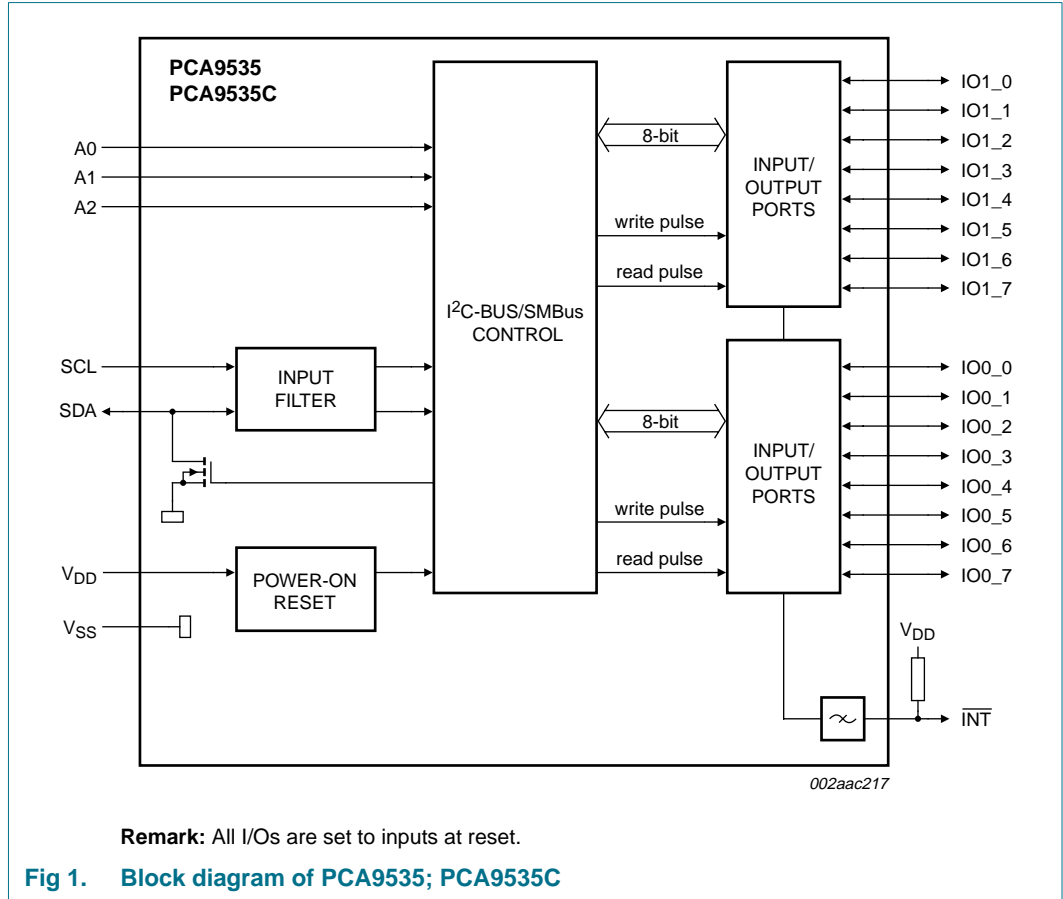 PCA9535
PCA9535C
A0
A1
A2
SCL
SDA
VDD
VSS
INPUT
FILTER
POWER-ON
RESET
I2C-BUS/SMBus
CONTROL
8-bit
write pulse
read pulse
INPUT/
OUTPUT
PORTS
IO1_0
IO1_1
IO1_2
IO1_3
IO1_4
IO1_5
IO1_6
IO1_7
8-bit
write pulse
read pulse
INPUT/
OUTPUT
PORTS
IO0_0
IO0_1
IO0_2
IO0_3
IO0_4
IO0_5
IO0_6
IO0_7
VDD
INT
002aac217
Remark: All I/Os are set to inputs at reset.
Fig 1. Block diagram of PCA9535; PCA9535C